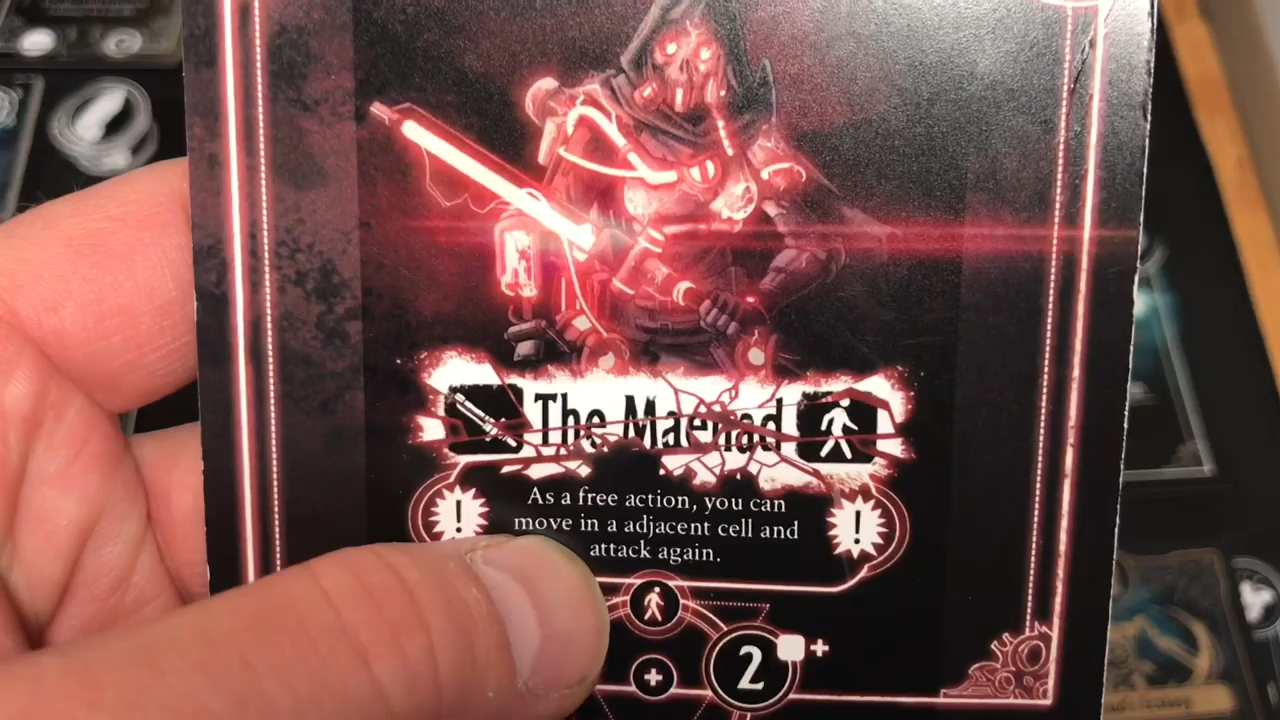 The Maenad
!
As a free action, you can
!
move in a adjacent cell and
attack again.
+
+
2